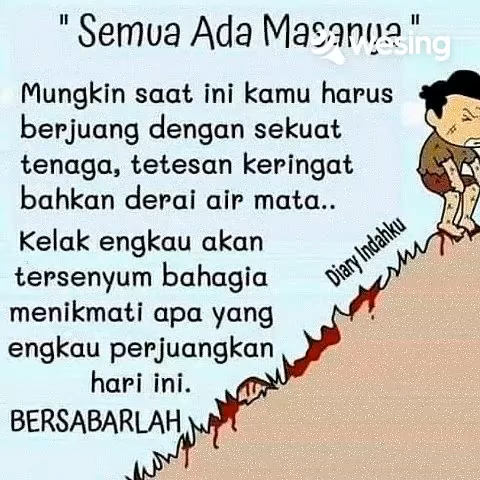 " Semua Ada Masanya "
WeSing
Mungkin saat ini kamu harus
berjuang dengan sekuat
tenaga, tetesan keringat
bahkan derai air mata..
Kelak engkau akan
tersenyum bahagia
menikmati apa yang
engkau perjuangkan
hari ini.
BERSABARLAH
Diary Indahku